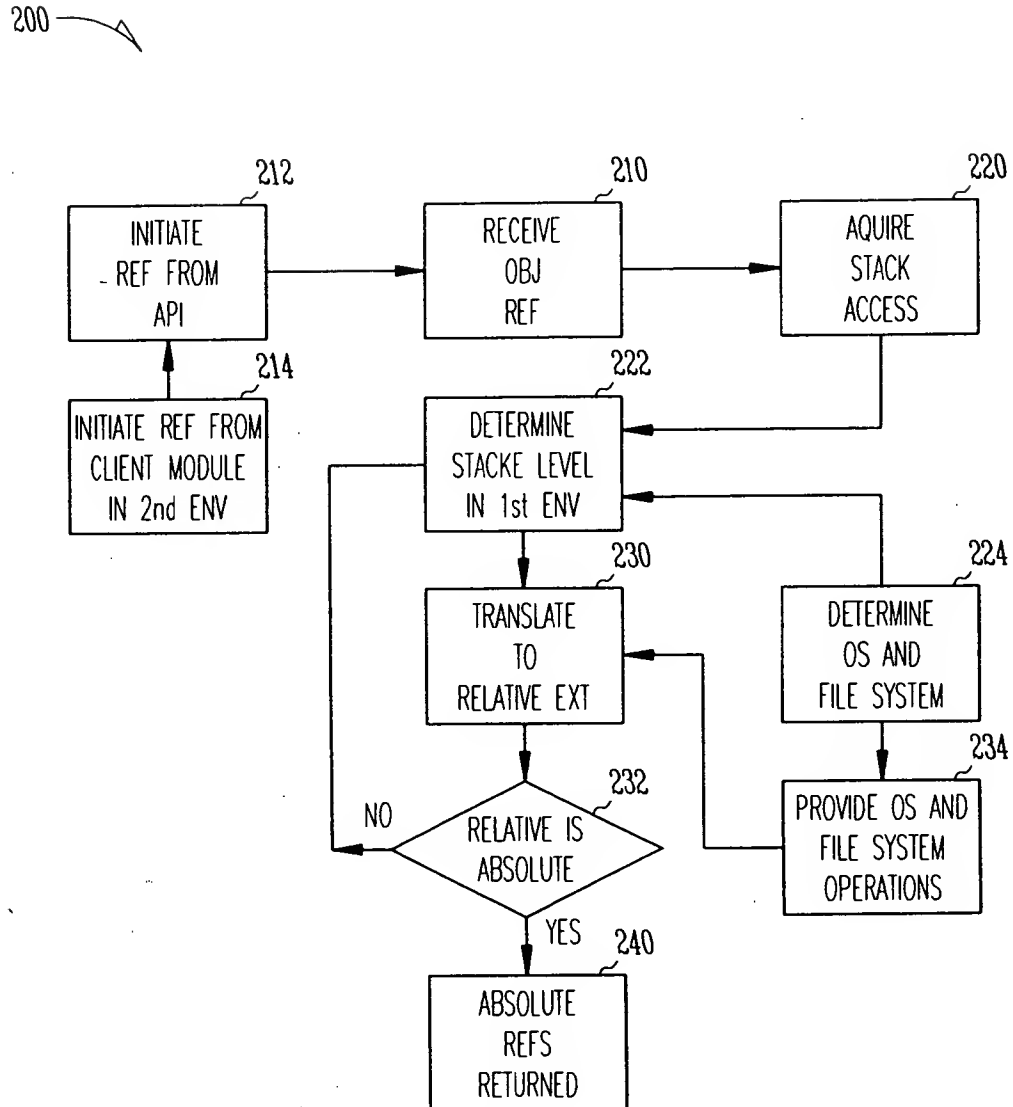 200
212
INITIATE
REF FROM
API
210
RECEIVE
OBJ
REF
220
AQUIRE
STACK
ACCESS
214
INITIATE REF FROM
CLIENT MODULE
IN 2nd ENV
222
DETERMINE
STACKE LEVEL
IN 1st ENV
230
TRANSLATE
TO
RELATIVE EXT
224
DETERMINE
OS AND
FILE SYSTEM
232
RELATIVE IS
ABSOLUTE
NO
YES
234
PROVIDE OS AND
FILE SYSTEM
OPERATIONS
240
ABSOLUTE
REFS
RETURNED